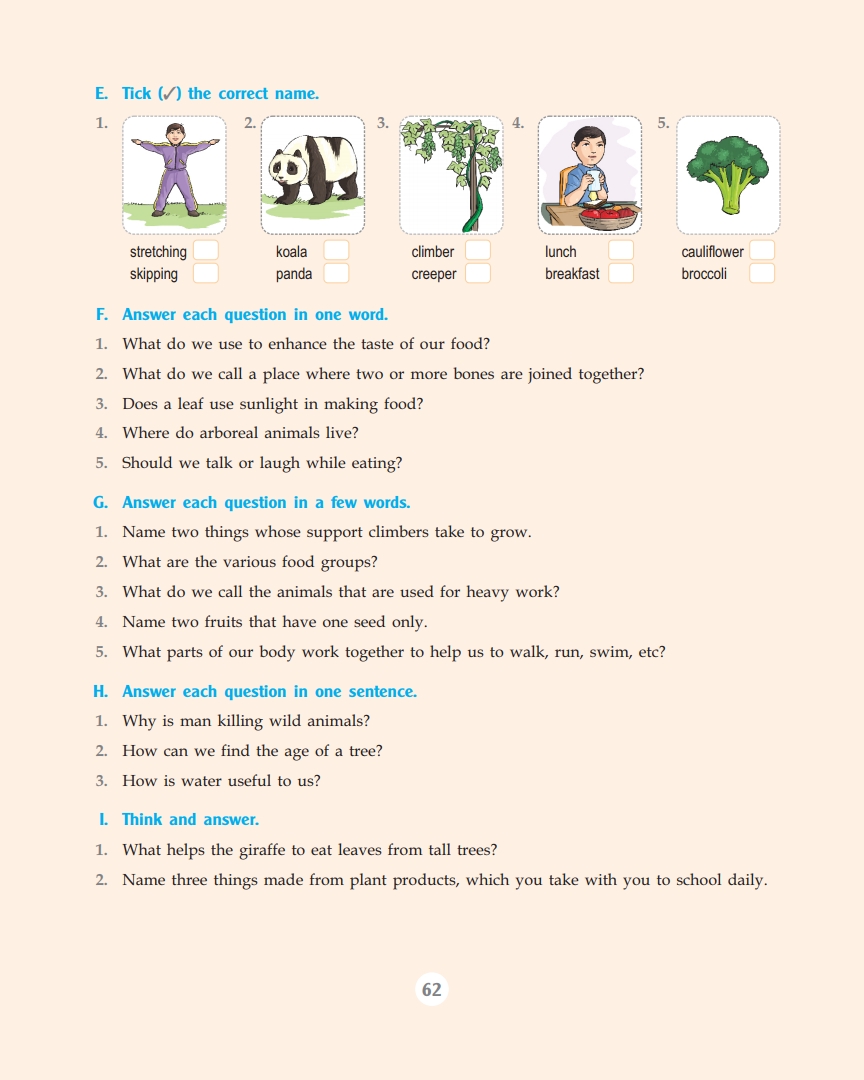 E. Tick (✓) the correct name.
1. 2. 3. 4. 5.
stretching koala climber lunch cauliflower
skipping panda creeper breakfast broccoli
F. Answer each question in one word.
1. What do we use to enhance the taste of our food?
2. What do we call a place where two or more bones are joined together?
3. Does a leaf use sunlight in making food?
4. Where do arboreal animals live?
5. Should we talk or laugh while eating?
G. Answer each question in a few words.
1. Name two things whose support climbers take to grow.
2. What are the various food groups?
3. What do we call the animals that are used for heavy work?
4. Name two fruits that have one seed only.
5. What parts of our body work together to help us to walk, run, swim, etc?
H. Answer each question in one sentence.
1. Why is man killing wild animals?
2. How can we find the age of a tree?
3. How is water useful to us?
I. Think and answer.
1. What helps the giraffe to eat leaves from tall trees?
2. Name three things made from plant products, which you take with you to school daily.
62